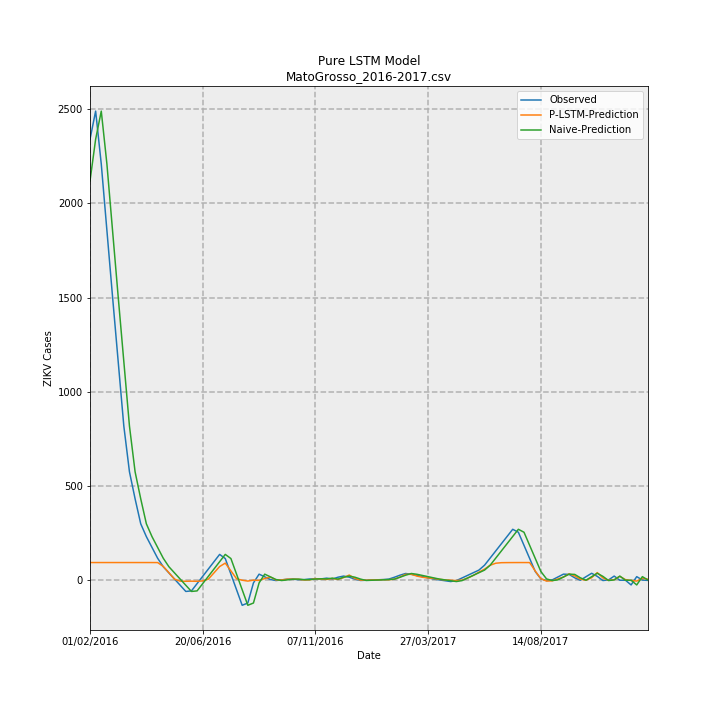 Pure LSTM Model
MatoGrosso_2016-2017.csv
Observed
P-LSTM-Prediction
Naive-Prediction
2500
2000
1500
1000
500
0
ZIKV Cases
01/02/2016
20/06/2016
07/11/2016
27/03/2017
14/08/2017
Date